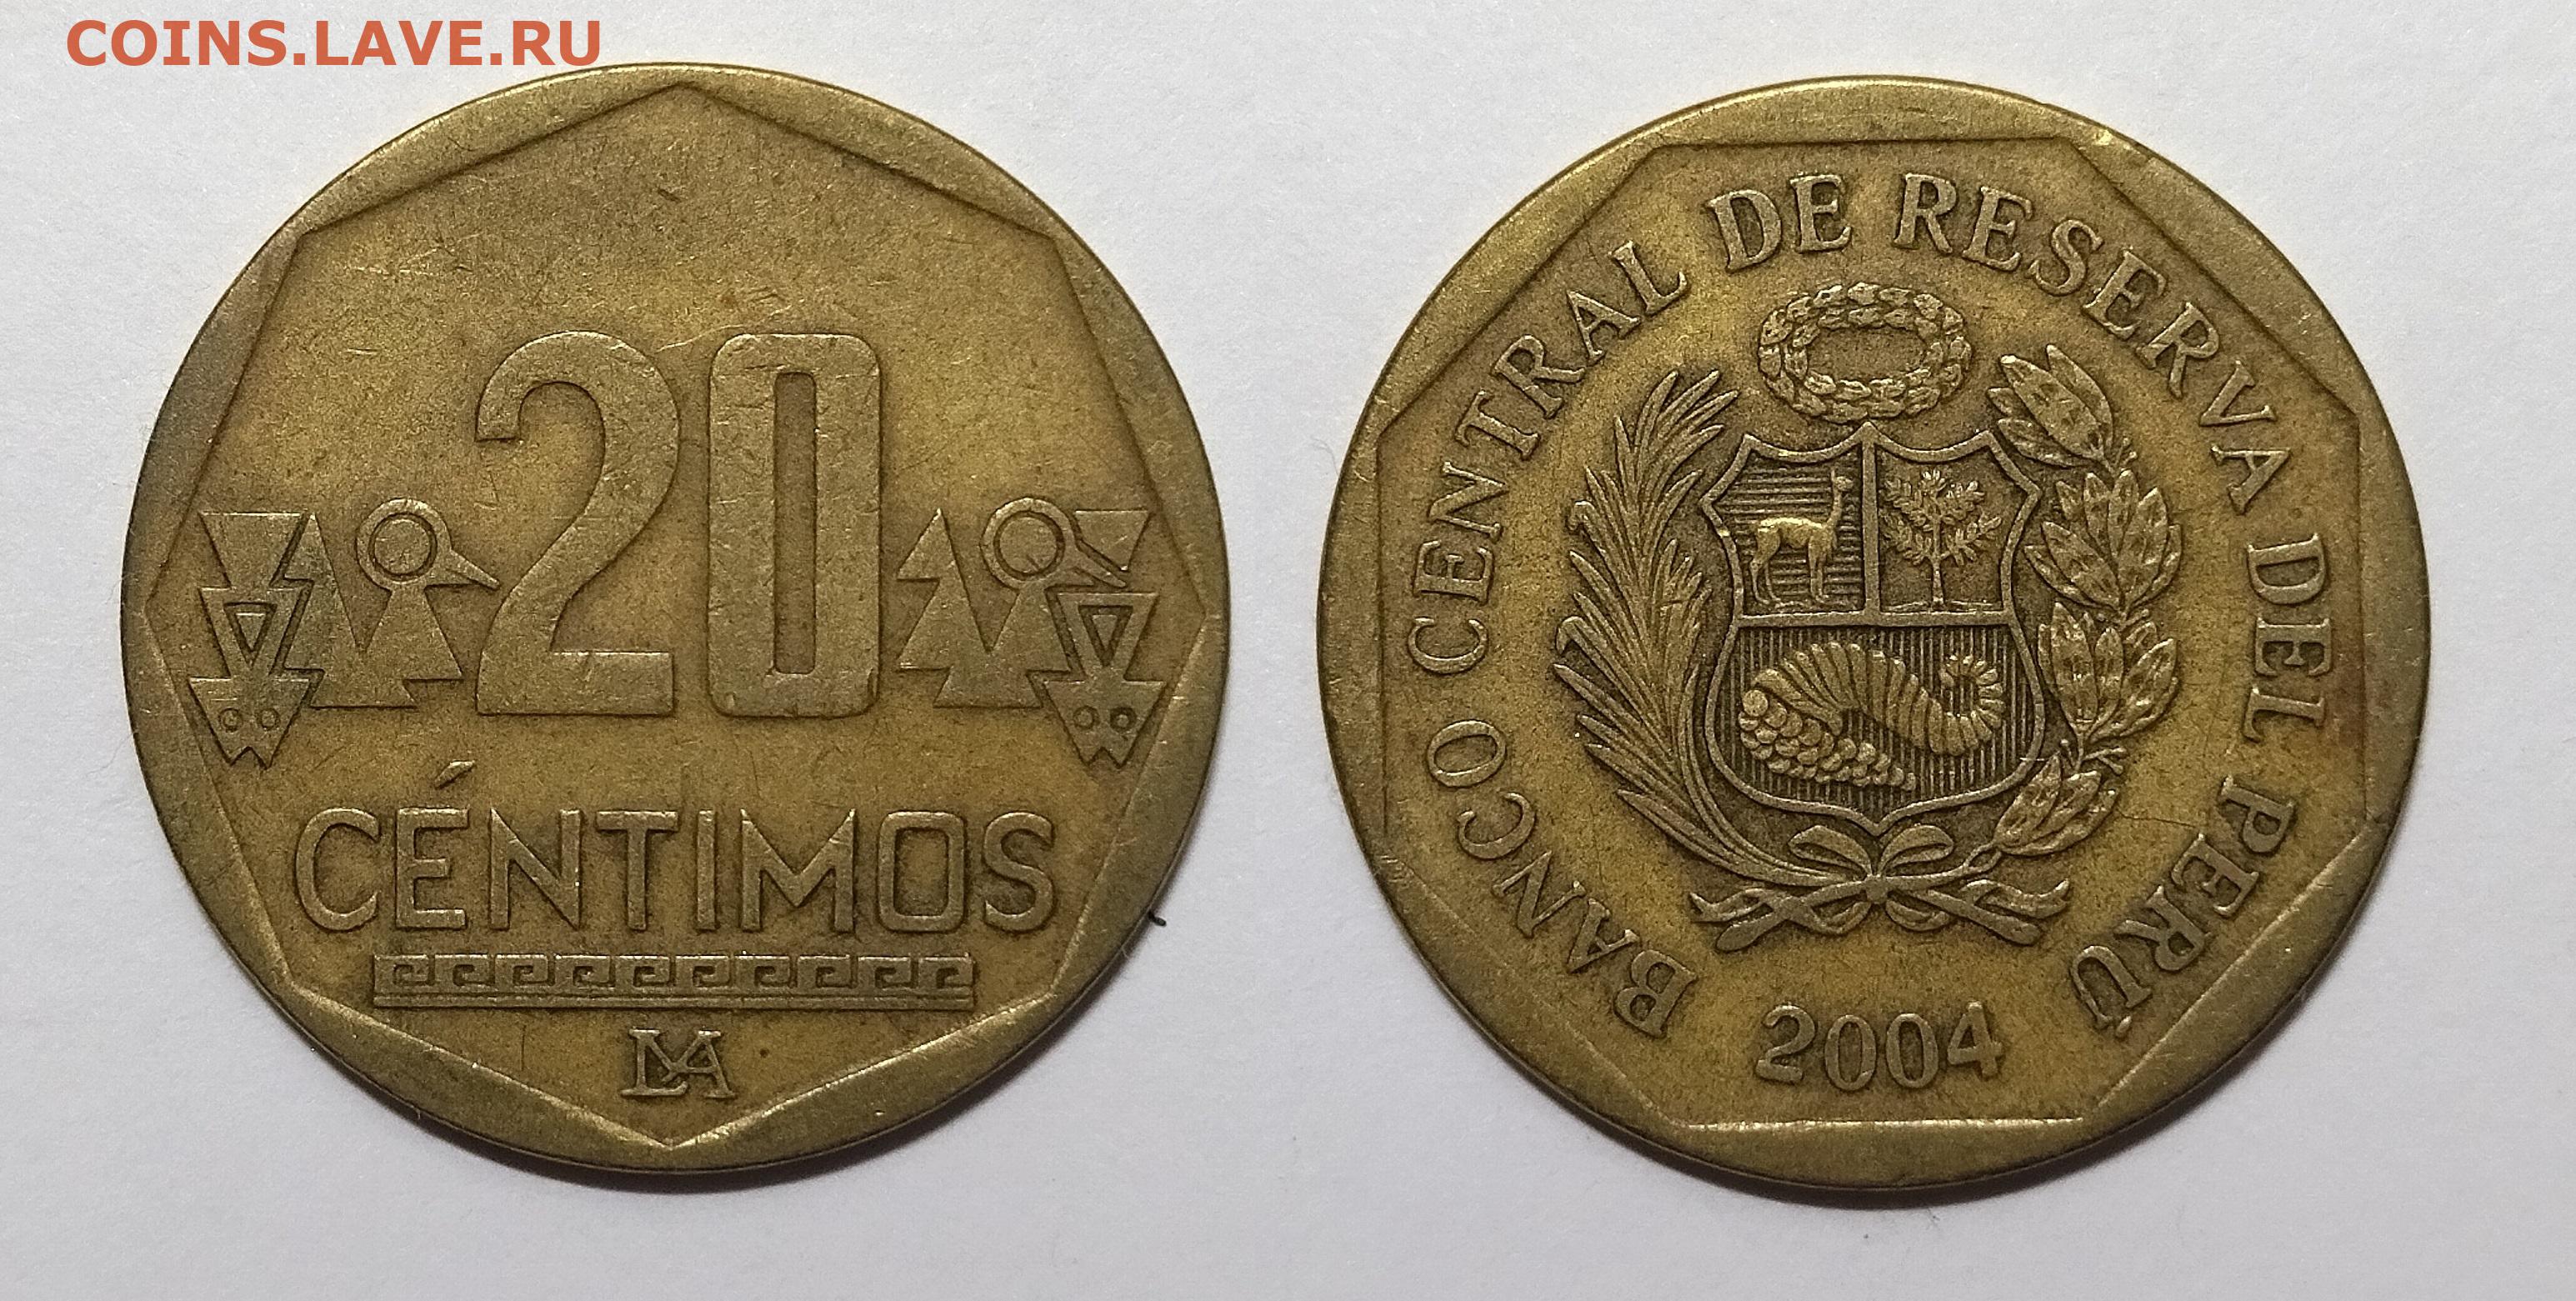 COINS.LAVE.RU
20
CÉNTIMOS
LMA
BANCO CENTRAL DE RESERVA DEL PERÚ
2004